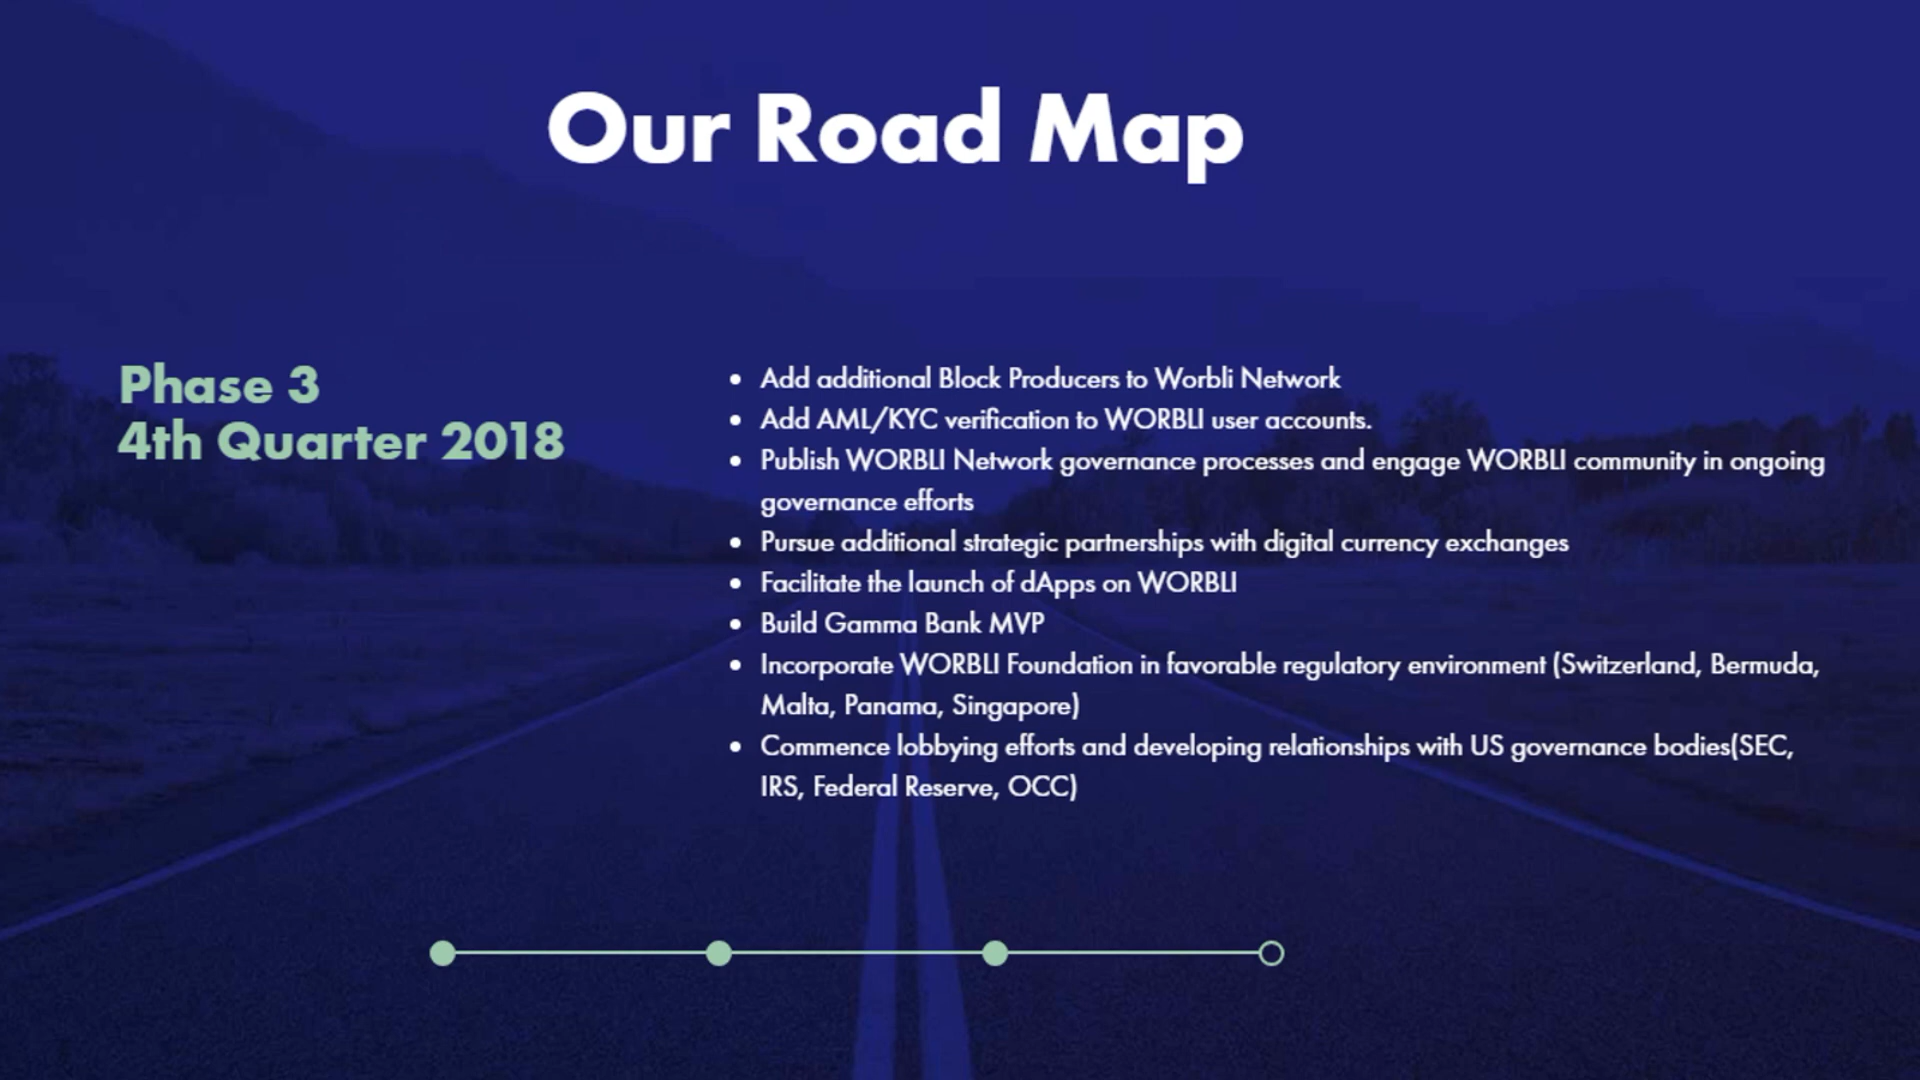 Our Road Map
Phase 3
4th Quarter 2018
• Add additional Block Producers to Worbli Network
• Add AML/KYC verification to WORBLI user accounts.
• Publish WORBLI Network governance processes and engage WORBLI community in ongoing
governance efforts
• Pursue additional strategic partnerships with digital currency exchanges
• Facilitate the launch of dApps on WORBLI
• Build Gamma Bank MVP
• Incorporate WORBLI Foundation in favorable regulatory environment (Switzerland, Bermuda,
Malta, Panama, Singapore)
• Commence lobbying efforts and developing relationships with US governance bodies(SEC,
IRS, Federal Reserve, OCC)